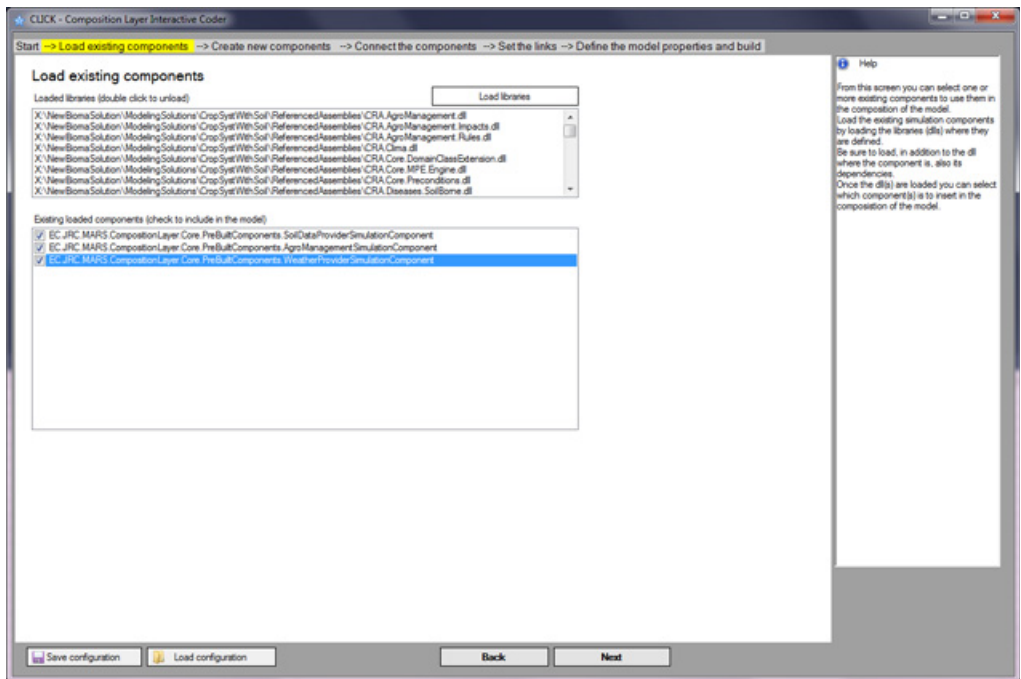 CLICK - Composition Layer Interactive Coder
Start --> Load existing components --> Create new components --> Connect the components --> Set the links --> Define the model properties and build
Load existing components
Loaded libraries (double click to unload)
Load libraries
X:\NewBiomaSolution\ModelingSolutions\CropSystWithSoil\ReferencedAssemblies\CRA.AgroManagement.dll
X:\NewBiomaSolution\ModelingSolutions\CropSystWithSoil\ReferencedAssemblies\CRA.AgroManagement.Impacts.dll
X:\NewBiomaSolution\ModelingSolutions\CropSystWithSoil\ReferencedAssemblies\CRA.AgroManagement.Rules.dll
X:\NewBiomaSolution\ModelingSolutions\CropSystWithSoil\ReferencedAssemblies\CRA.Clima.dll
X:\NewBiomaSolution\ModelingSolutions\CropSystWithSoil\ReferencedAssemblies\CRA.Core.DomainClassExtension.dll
X:\NewBiomaSolution\ModelingSolutions\CropSystWithSoil\ReferencedAssemblies\CRA.Core.MPE.Engine.dll
X:\NewBiomaSolution\ModelingSolutions\CropSystWithSoil\ReferencedAssemblies\CRA.Core.Preconditions.dll
X:\NewBiomaSolution\ModelingSolutions\CropSystWithSoil\ReferencedAssemblies\CRA.Diseases.SoilBorne.dll
Existing loaded components (check to include in the model)
EC.JRC.MARS.CompositionLayer.Core.PreBuiltComponents.SoilDataProviderSimulationComponent
EC.JRC.MARS.CompositionLayer.Core.PreBuiltComponents.AgroManagementSimulationComponent
EC.JRC.MARS.CompositionLayer.Core.PreBuiltComponents.WeatherProviderSimulationComponent
Help
From this screen you can select one or
more existing components to use them in
the composition of the model.
Load the existing simulation components
by loading the libraries (dlls) where they
are defined.
Be sure to load, in addition to the dll
where the component is, also its
dependencies.
Once the dll(s) are loaded you can select
which component(s) is to insert in the
composition of the model.
Save configuration
Load configuration
Back
Next